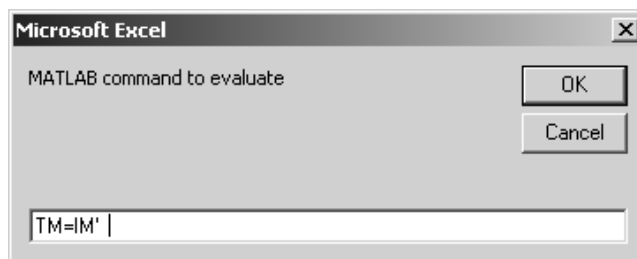 Microsoft Excel
MATLAB command to evaluate
OK
Cancel
TM=IM'